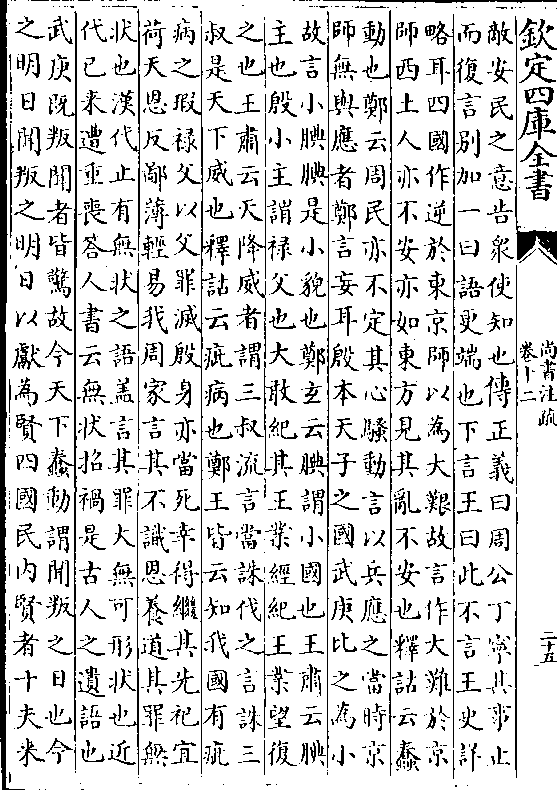 欽定四庫全書
尚書注疏
卷十二
二十五
敵安民之意告衆使知也傳正義曰周公丁寧其事止
而復言別加一曰語更端也下言王曰此不言王史詳
略耳四國作逆於東京師以為大艱故言作大難於京
師西土人亦不安亦如東方見其亂不安也釋詁云蠢
動也鄭云周民亦不定其心騷動言以兵應之當時京
師無與應者鄭言妄耳殷本天子之國武庚比之為小
故言小腆腆是小貌也鄭玄云腆謂小國也王肅云腆
主也殷小主謂禄父也大敢紀其王業經紀王業望復
之也王肅云天降威者謂三叔流言當誅伐之言誅三
叔是天下威也釋詁云疵病也鄭王皆云知我國有疵
病之瑕禄父以父罪滅殷身亦當死幸得繼其先祀宜
荷天恩反鄙薄輕易我周家言其不識恩養道其罪無
狀也漢代止有無狀之語蓋言其罪大無可形狀也近
代已來遭重喪答人書云無状招禍是古人之遺語也
武庚既叛聞者皆驚故今天下蠢動謂聞叛之日也今
之明日聞叛之明日以獻為賢四國民内賢者十夫來